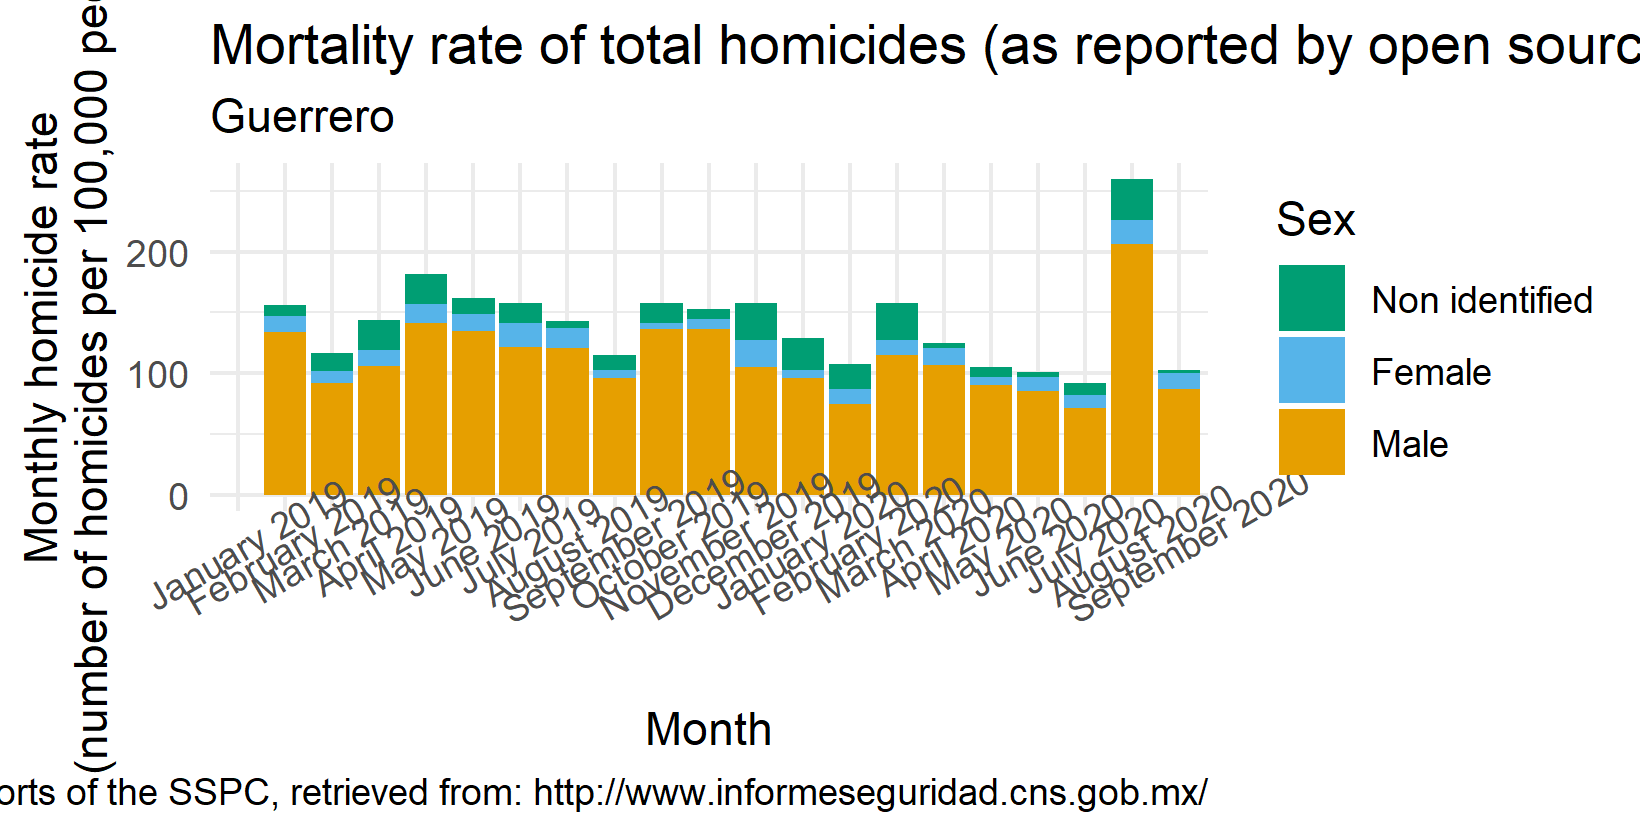 Mortality rate of total homicides (as reported by open sourc
Guerrero
Monthly homicide rate
(number of homicides per 100,000 pe
200
100
0
January 2019
February 2019
March 2019
April 2019
May 2019
June 2019
July 2019
August 2019
September 2019
October 2019
November 2019
December 2019
January 2020
February 2020
March 2020
April 2020
May 2020
June 2020
July 2020
August 2020
September 2020
Month
Sex
Non identified
Female
Male
orts of the SSPC, retrieved from: http://www.informeseguridad.cns.gob.mx/